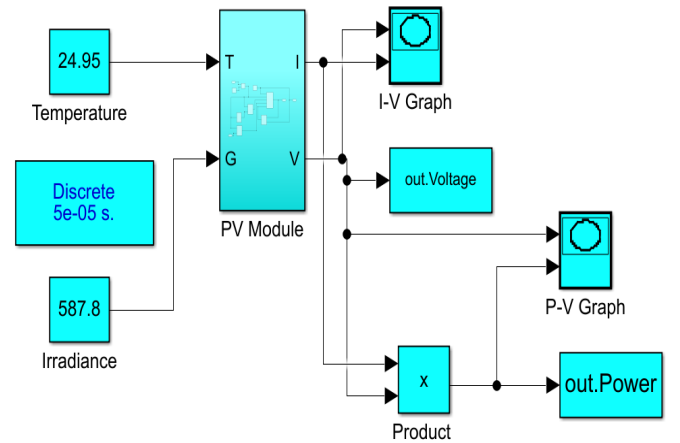 24.95
Temperature
T
I
G
V
PV Module
I-V Graph
Discrete
5e-05 s.
out.Voltage
587.8
Irradiance
P-V Graph
x
Product
out.Power